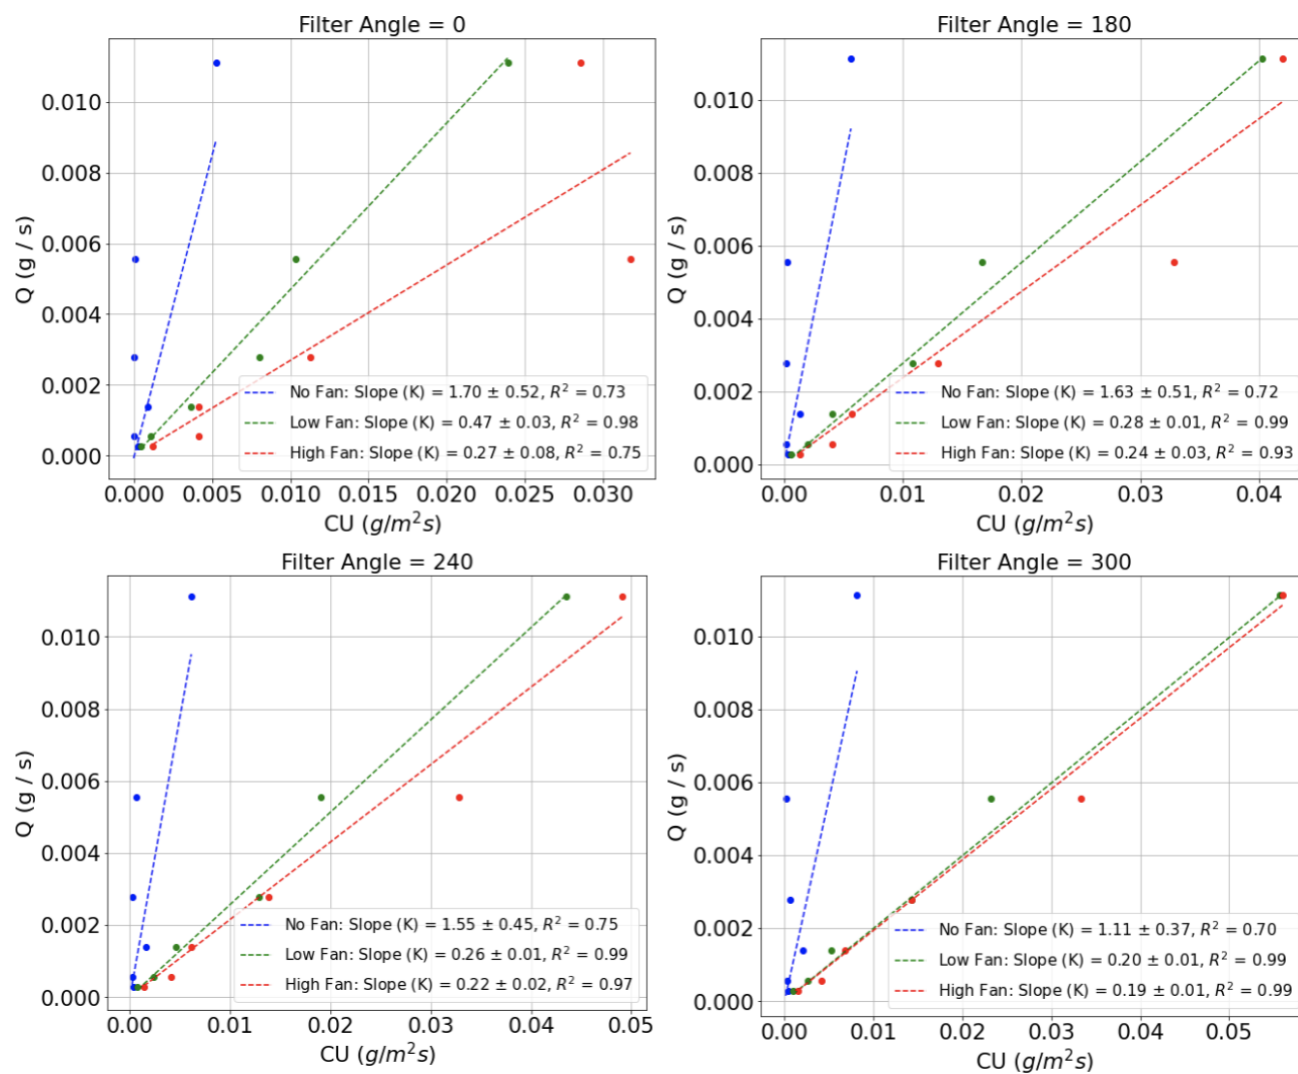 Filter Angle = 0
Q (g / s)
0.010
0.008
0.006
0.004
0.002
0.000
No Fan: Slope (K) = 1.70 ± 0.52, R² = 0.73
Low Fan: Slope (K) = 0.47 ± 0.03, R² = 0.98
High Fan: Slope (K) = 0.27 ± 0.08, R² = 0.75
0.000 0.005 0.010 0.015 0.020 0.025 0.030
CU (g/m²s)
Filter Angle = 180
Q (g / s)
0.010
0.008
0.006
0.004
0.002
0.000
No Fan: Slope (K) = 1.63 ± 0.51, R² = 0.72
Low Fan: Slope (K) = 0.28 ± 0.01, R² = 0.99
High Fan: Slope (K) = 0.24 ± 0.03, R² = 0.93
0.00 0.01 0.02 0.03 0.04
CU (g/m²s)
Filter Angle = 240
Q (g / s)
0.010
0.008
0.006
0.004
0.002
0.000
No Fan: Slope (K) = 1.55 ± 0.45, R² = 0.75
Low Fan: Slope (K) = 0.26 ± 0.01, R² = 0.99
High Fan: Slope (K) = 0.22 ± 0.02, R² = 0.97
0.00 0.01 0.02 0.03 0.04 0.05
CU (g/m²s)
Filter Angle = 300
Q (g / s)
0.010
0.008
0.006
0.004
0.002
0.000
No Fan: Slope (K) = 1.11 ± 0.37, R² = 0.70
Low Fan: Slope (K) = 0.20 ± 0.01, R² = 0.99
High Fan: Slope (K) = 0.19 ± 0.01, R² = 0.99
0.00 0.01 0.02 0.03 0.04 0.05
CU (g/m²s)